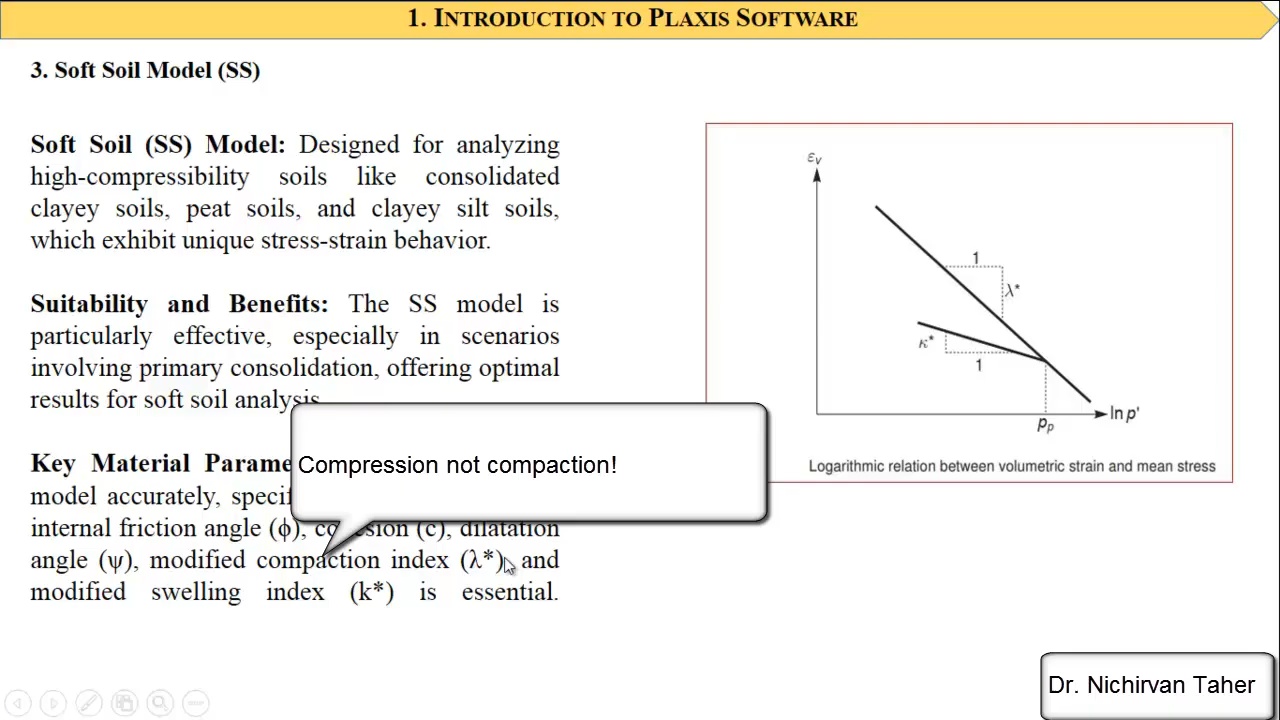 1. INTRODUCTION TO PLAXIS SOFTWARE
3. Soft Soil Model (SS)
Soft Soil (SS) Model: Designed for analyzing
high-compressibility soils like consolidated
clayey soils, peat soils, and clayey silt soils,
which exhibit unique stress-strain behavior.
Suitability and Benefits: The SS model is
particularly effective, especially in scenarios
involving primary consolidation, offering optimal
results for soft soil analysis
Key Material
model accurately,
internal friction angle (ϕ), cohesion (c), dilatation
angle (ψ), modified compaction index (λ*), and
modified swelling index (k*) is essential.
Compression not compaction!
εv
1
λ*
κ*
1
ln p'
pp
Logarithmic relation between volumetric strain and mean stress
Dr. Nichirvan Taher